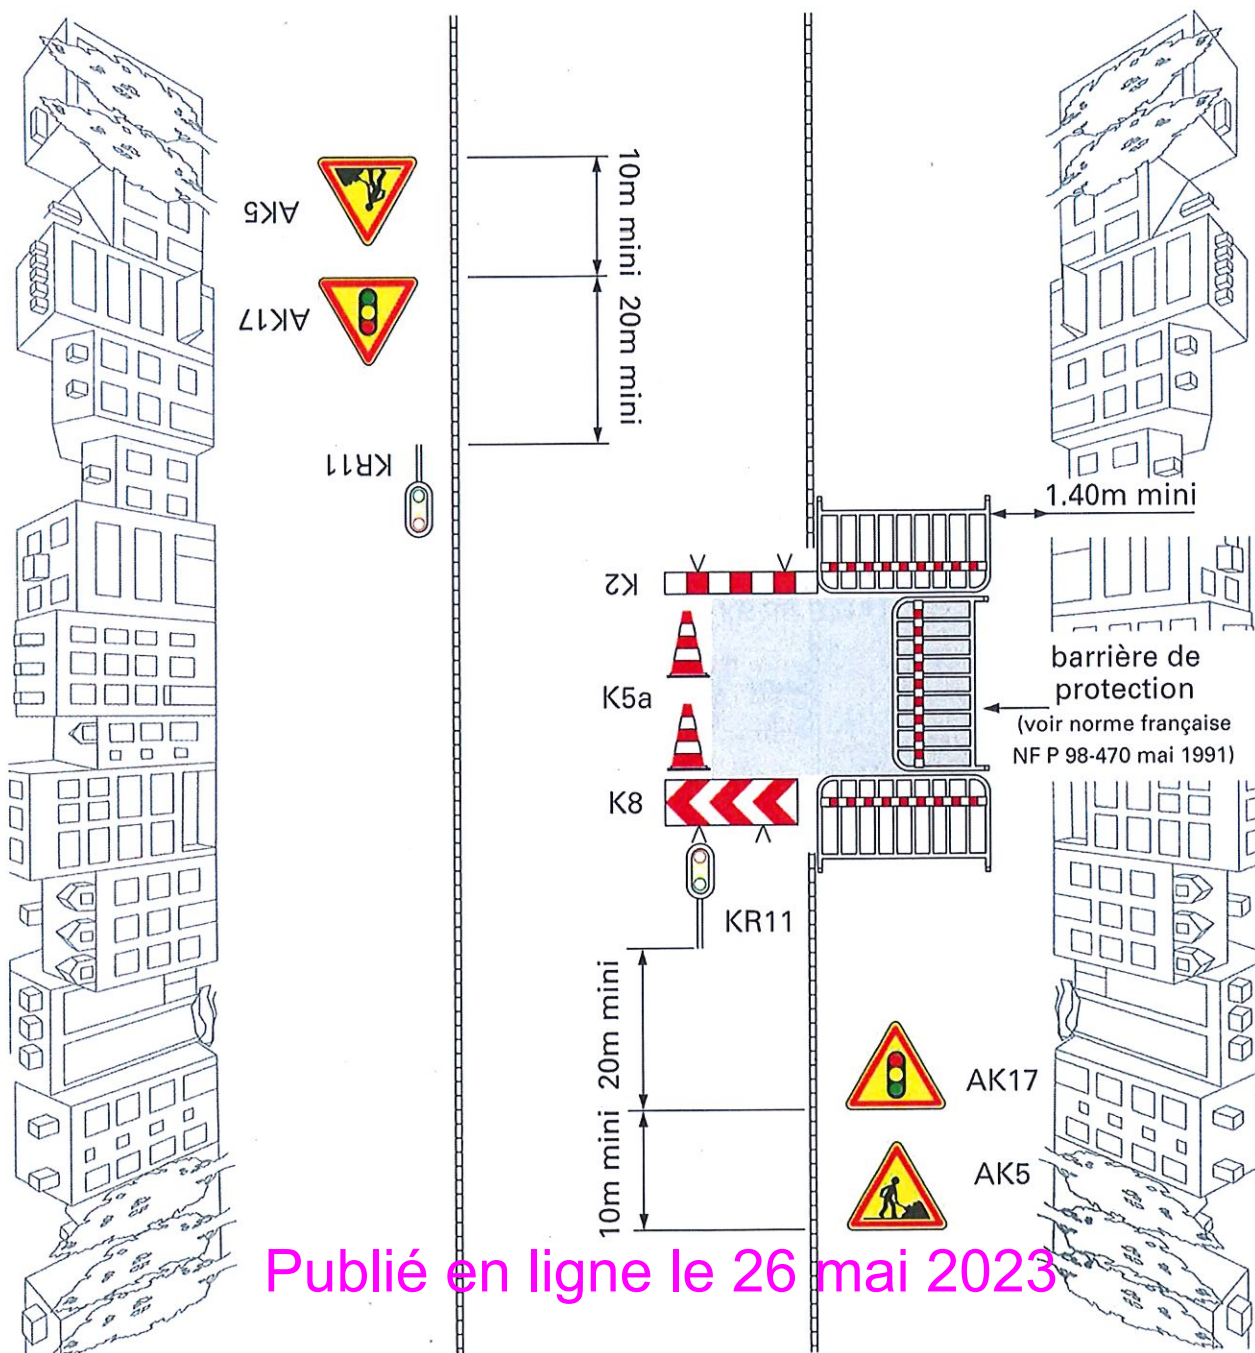 AK5
10m mini
AK17
20m mini
KR11
1.40m mini
K2
K5a
barrière de
protection
(voir norme française
NF P 98-470 mai 1991)
K8
KR11
20m mini
AK17
10m mini
AK5
Publié en ligne le 26 mai 2023